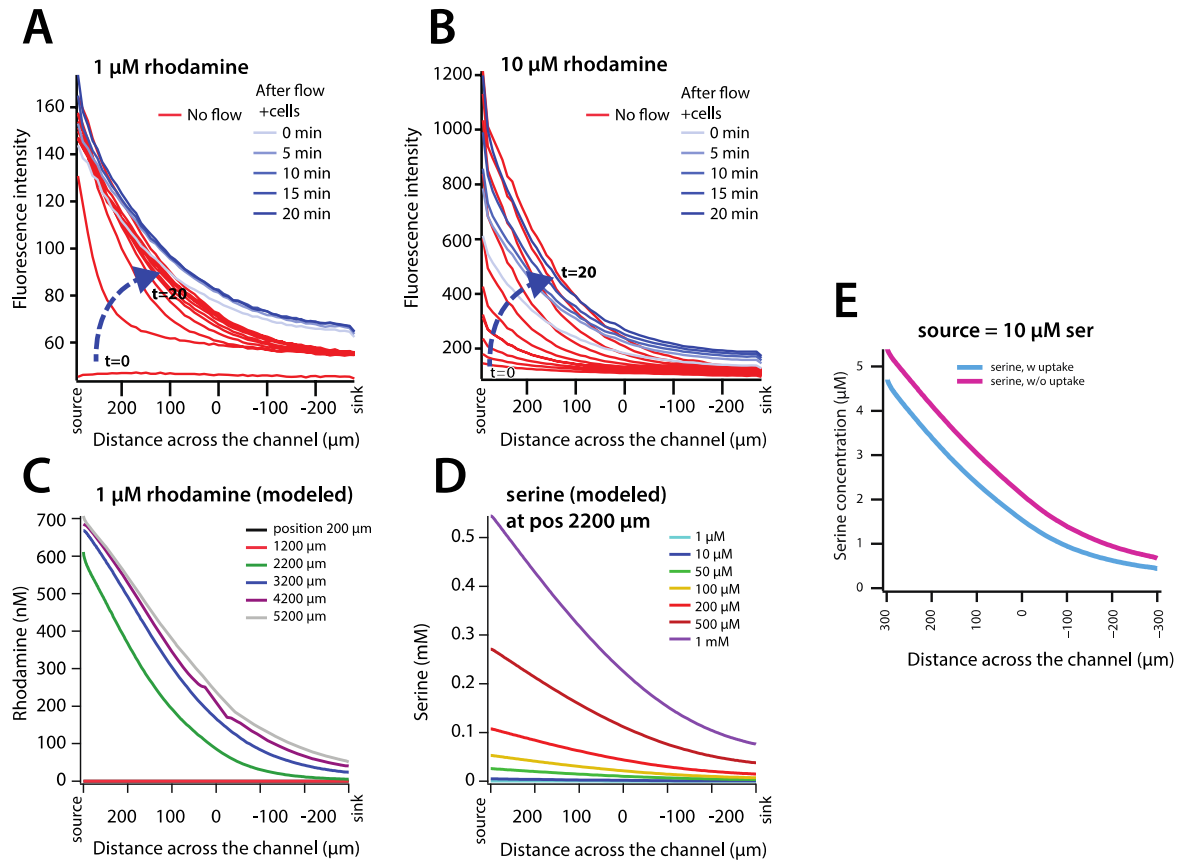 A
1 µM rhodamine
Fluorescence intensity
160
140
120
100
80
60
No flow
After flow
+cells
0 min
5 min
10 min
15 min
20 min
t=20
t=0
source
200
100
0
-100
-200
sink
Distance across the channel (µm)
B
10 µM rhodamine
Fluorescence intensity
1200
1000
800
600
400
200
No flow
After flow
+cells
0 min
5 min
10 min
15 min
20 min
t=20
t=0
source
200
100
0
-100
-200
sink
Distance across the channel (µm)
C
1 µM rhodamine (modeled)
Rhodamine (nM)
700
600
500
400
300
200
100
0
position 200 µm
1200 µm
2200 µm
3200 µm
4200 µm
5200 µm
source
200
100
0
-100
-200
sink
Distance across the channel (µm)
D
serine (modeled)
at pos 2200 µm
Serine (mM)
0.5
0.4
0.3
0.2
0.1
0
1 µM
10 µM
50 µM
100 µM
200 µM
500 µM
1 mM
source
200
100
0
-100
-200
sink
Distance across the channel (µm)
E
source = 10 µM ser
Serine concentration (µM)
5
4
3
2
1
0
serine, w uptake
serine, w/o uptake
300
200
100
0
−100
−200
−300
Distance across the channel (µm)